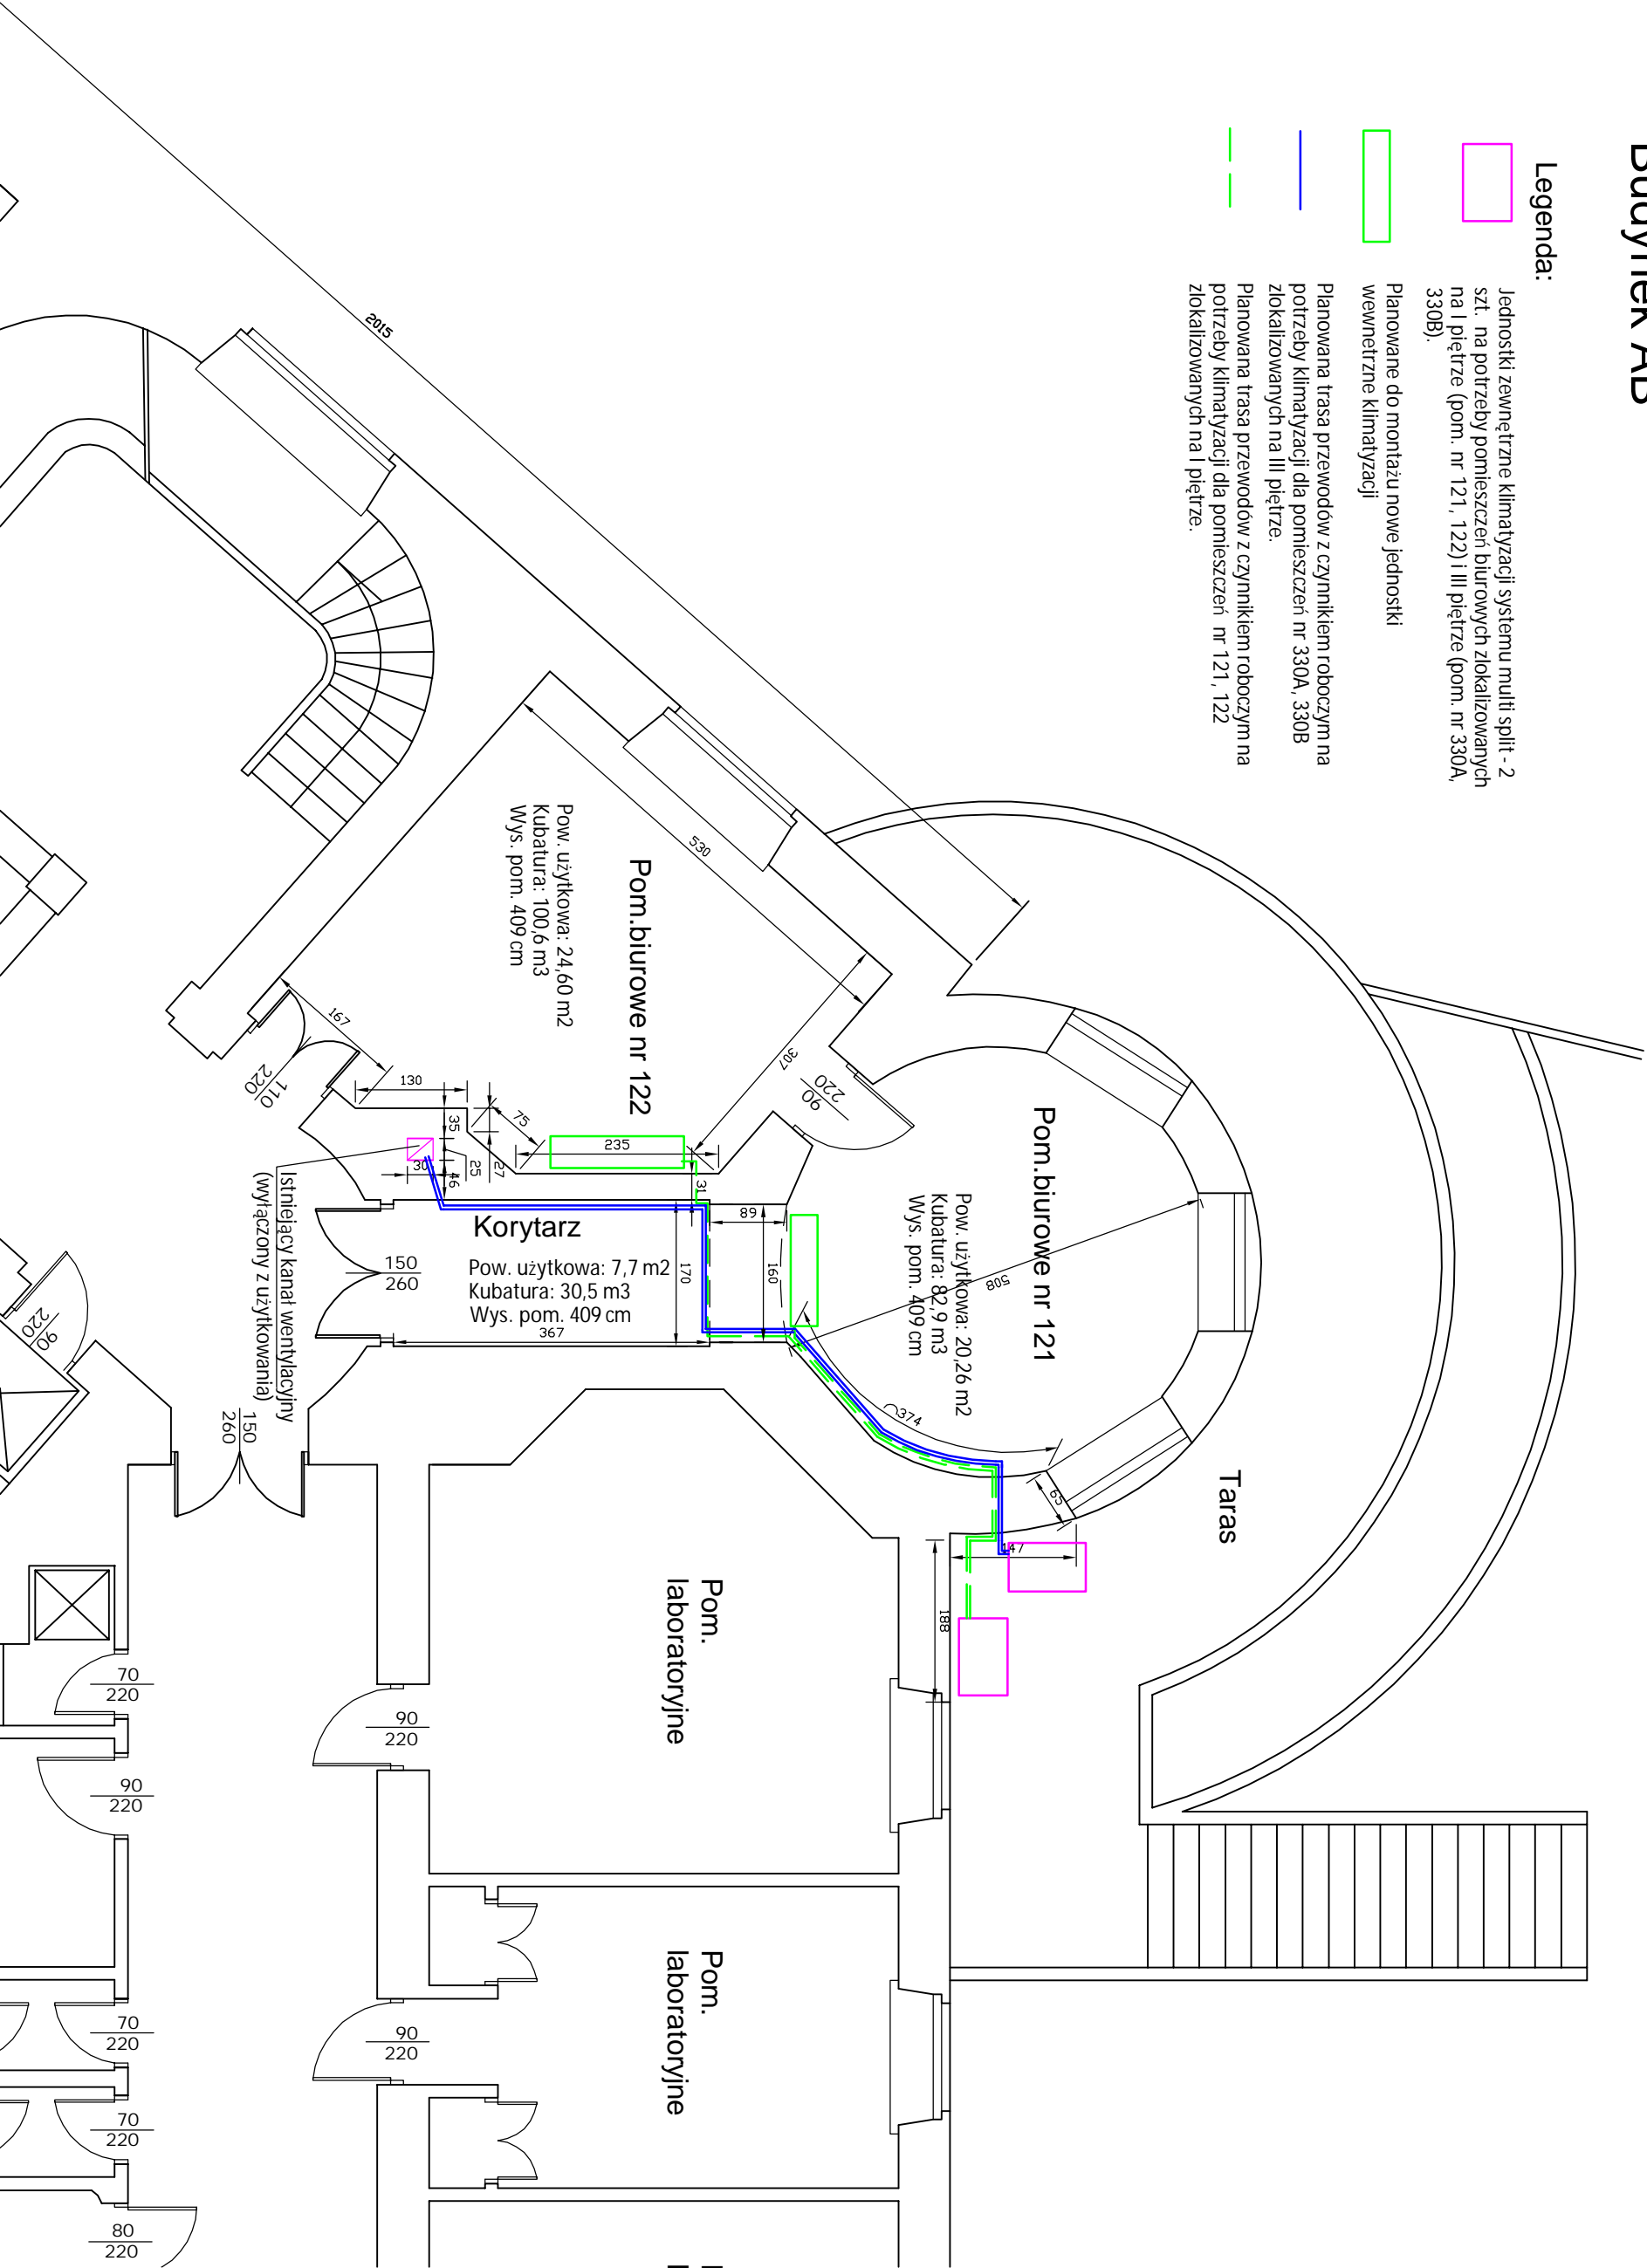 Budynek AB
Legenda:
Jednostki zewnętrzne klimatyzacji systemu multi split - 2
szt. na potrzeby pomieszczeń biurowych zlokalizowanych
na I piętrze (pom. nr 121, 122) i III piętrze (pom. nr 330A,
330B).
Planowane do montażu nowe jednostki
wewnetrzne klimatyzacji
Planowana trasa przewodów z czynnikiem roboczym na
potrzeby klimatyzacji dla pomieszczeń nr 330A, 330B
zlokalizowanych na III piętrze.
Planowana trasa przewodów z czynnikiem roboczym na
potrzeby klimatyzacji dla pomieszczeń nr 121, 122
zlokalizowanych na I piętrze.
2015
530
Pom.biurowe nr 122
Pow. użytkowa: 24,60 m2
Kubatura: 100,6 m3
Wys. pom. 409 cm
307
167
110
220
130
35
25
27
75
30
46
235
31
90
220
Pom.biurowe nr 121
Pow. użytkowa: 20,26 m2
Kubatura: 82,9 m3
Wys. pom. 409 cm
508
374
65
147
188
Taras
Korytarz
Pow. użytkowa: 7,7 m2
Kubatura: 30,5 m3
Wys. pom. 409 cm
367
170
160
89
150
260
Istniejący kanał wentylacyjny
(wyłączony z użytkowania)
90
220
150
260
Pom.
laboratoryjne
70
220
90
220
90
220
Pom.
laboratoryjne
70
220
90
220
70
220
80
220